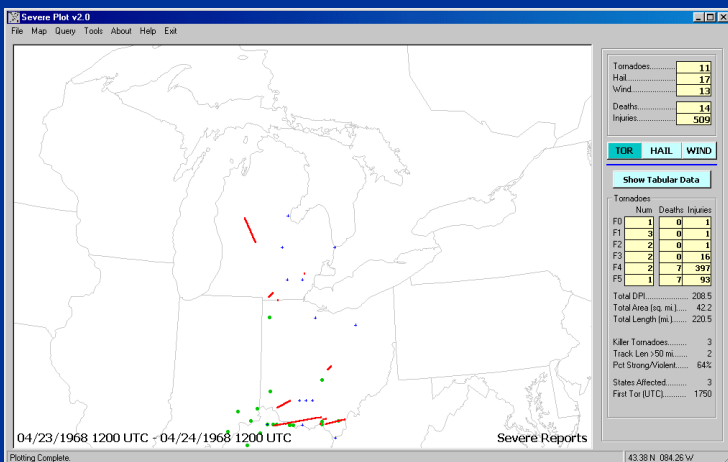 Severe Plot v2.0
File Map Query Tools About Help Exit
Tornadoes........... 11
Hail.................... 17
Wind.................. 13
Deaths............... 14
Injuries............... 509
TOR HAIL WIND
Show Tabular Data
Tornadoes
Num Deaths Injuries
F0 1 0 1
F1 3 0 1
F2 2 0 1
F3 2 0 16
F4 2 7 397
F5 1 7 93
Total DPI................... 208.5
Total Area (sq. mi.)...... 42.2
Total Length (mi.)....... 220.5
Killer Tornadoes......... 3
Track Len >50 mi...... 2
Pct Strong/Violent..... 64%
States Affected.......... 3
First Tor (UTC)........... 1750
04/23/1968 1200 UTC - 04/24/1968 1200 UTC
Severe Reports
Plotting Complete.
43.38 N 084.26 W